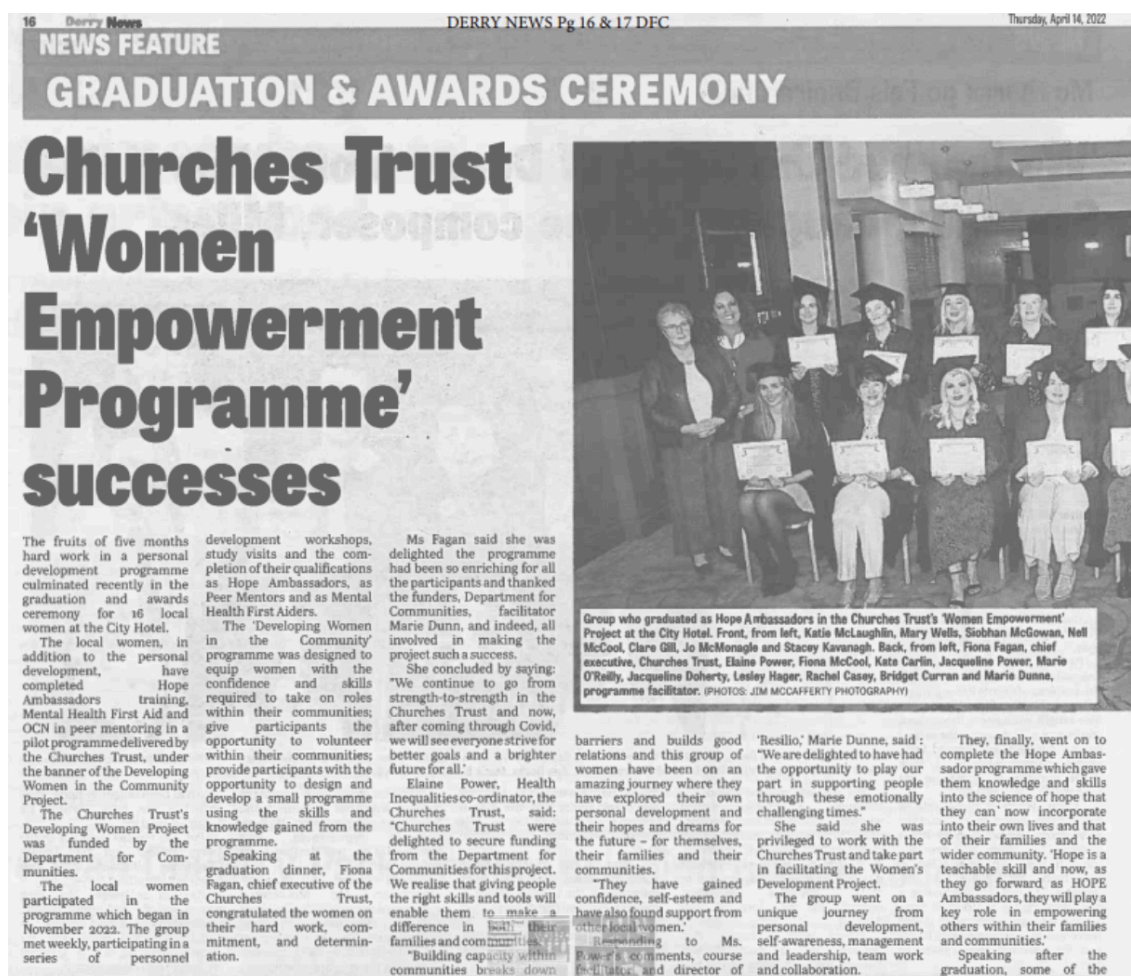 16 Derry News
DERRY NEWS Pg 16 & 17 DFC
Thursday, April 14, 2022
NEWS FEATURE
GRADUATION & AWARDS CEREMONY
Churches Trust
‘Women
Empowerment
Programme’
successes
The fruits of five months
hard work in a personal
development programme
culminated recently in the
graduation and awards
ceremony for 16 local
women at the City Hotel.
The local women, in
addition to the personal
development, have
completed Hope
Ambassadors training,
Mental Health First Aid and
OCN in peer mentoring in a
pilot programme delivered by
the Churches Trust, under
the banner of the Developing
Women in the Community
Project.
The Churches Trust's
Developing Women Project
was funded by the
Department for Com-
munities.
The local women
participated in the
programme which began in
November 2022. The group
met weekly, participating in a
series of personnel
development workshops,
study visits and the com-
pletion of their qualifications
as Hope Ambassadors, as
Peer Mentors and as Mental
Health First Aiders.
The 'Developing Women
in the Community'
programme was designed to
equip women with the
confidence and skills
required to take on roles
within their communities;
give participants the
opportunity to volunteer
within their communities;
provide participants with the
opportunity to design and
develop a small programme
using the skills and
knowledge gained from the
programme.
Speaking at the
graduation dinner, Fiona
Fagan, chief executive of the
Churches Trust,
congratulated the women on
their hard work, com-
mitment, and determin-
ation.
Ms Fagan said she was
delighted the programme
had been so enriching for all
the participants and thanked
the funders, Department for
Communities, facilitator
Marie Dunn, and indeed, all
involved in making the
project such a success.
She concluded by saying:
"We continue to go from
strength-to-strength in the
Churches Trust and now,
after coming through Covid,
we will see everyone strive for
better goals and a brighter
future for all.'
Elaine Power, Health
Inequalities co-ordinator, the
Churches Trust, said:
"Churches Trust were
delighted to secure funding
from the Department for
Communities for this project.
We realise that giving people
the right skills and tools will
enable them to make a
difference in both their
families and communities.
"Building capacity within
communities breaks down
Group who graduated as Hope Ambassadors in the Churches Trust's 'Women Empowerment'
Project at the City Hotel. Front, from left, Katie McLaughlin, Mary Wells, Siobhan McGowan, Nell
McCool, Clare Gill, Jo McMonagle and Stacey Kavanagh. Back, from left, Fiona Fagan, chief
executive, Churches Trust, Elaine Power, Fiona McCool, Kate Carlin, Jacqueline Power, Marie
O'Reilly, Jacqueline Doherty, Lesley Hager, Rachel Casey, Bridget Curran and Marie Dunne,
programme facilitator. (PHOTOS: JIM MCCAFFERTY PHOTOGRAPHY)
barriers and builds good
relations and this group of
women have been on an
amazing journey where they
have explored their own
personal development and
their hopes and dreams for
the future – for themselves,
their families and their
communities.
"They have gained
confidence, self-esteem and
have also found support from
other local women.'
Responding to Ms.
Power's comments, course
facilitator and director of
'Resilio,' Marie Dunne, said :
"We are delighted to have had
the opportunity to play our
part in supporting people
through these emotionally
challenging times."
She said she was
privileged to work with the
Churches Trust and take part
in facilitating the Women's
Development Project.
The group went on a
unique journey from
personal development,
self-awareness, management
and leadership, team work
and collaboration.
They, finally, went on to
complete the Hope Ambas-
sador programme which gave
them knowledge and skills
into the science of hope that
they can' now incorporate
into their own lives and that
of their families and the
wider community. 'Hope is a
teachable skill and now, as
they go forward as HOPE
Ambassadors, they will play a
key role in empowering
others within their families
and communities.'
Speaking after the
graduation, some of the